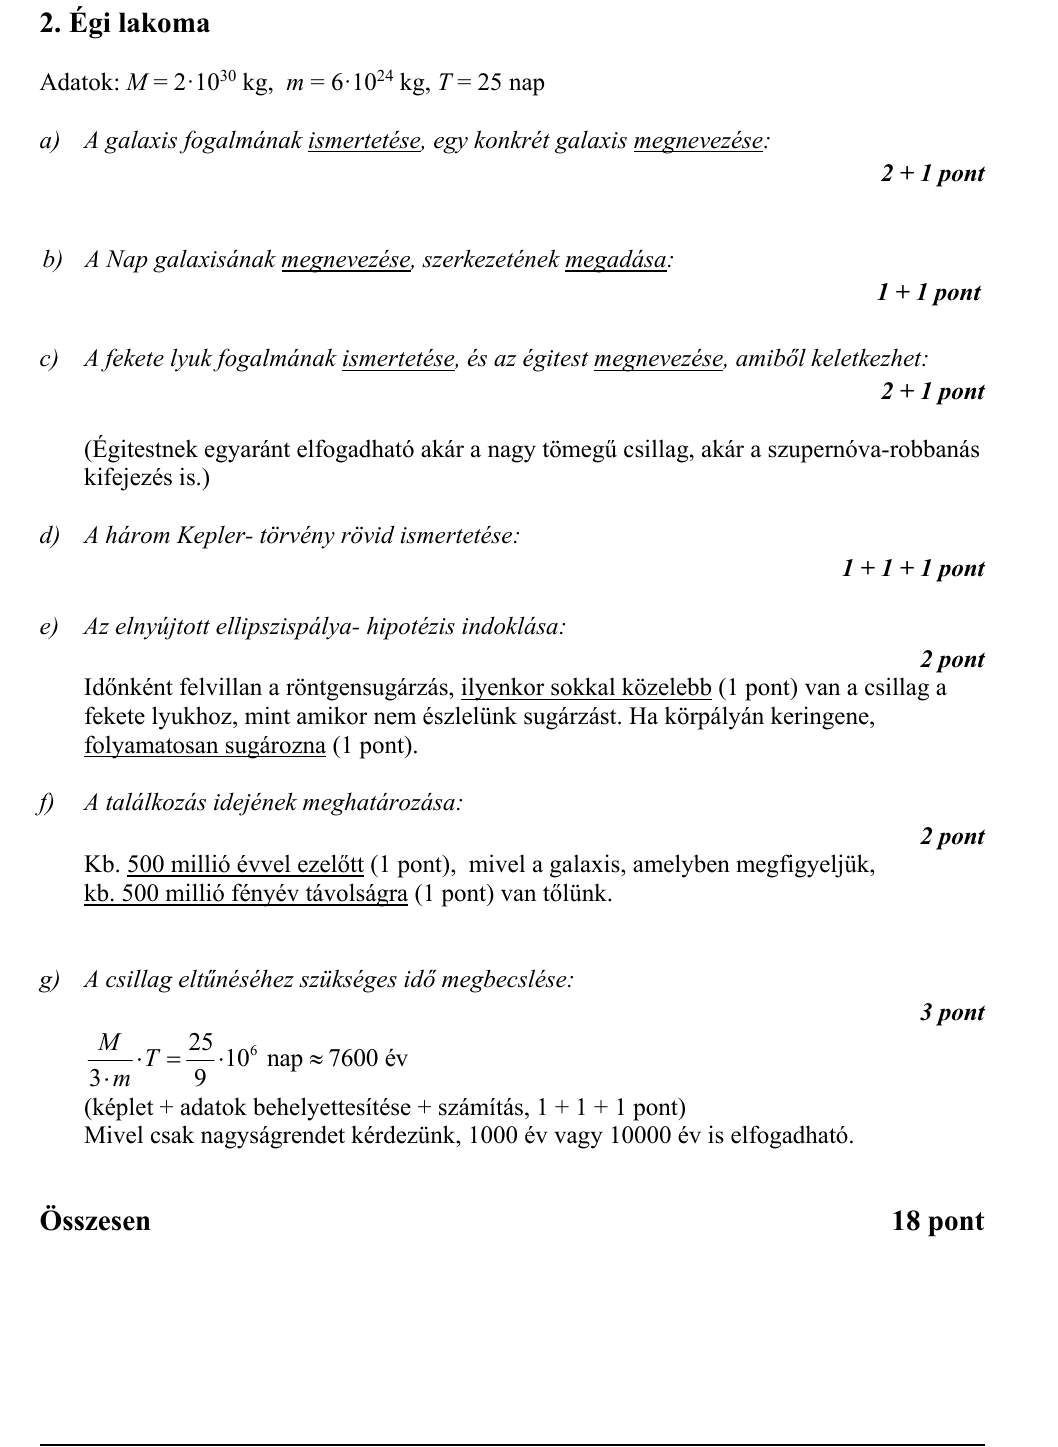 2. Égi lakoma
Adatok: M = 2·10³⁰ kg, m = 6·10²⁴ kg, T = 25 nap
a) A galaxis fogalmának ismertetése, egy konkrét galaxis megnevezése:
2 + 1 pont
b) A Nap galaxisának megnevezése, szerkezetének megadása:
1 + 1 pont
c) A fekete lyuk fogalmának ismertetése, és az égitest megnevezése, amiből keletkezhet:
2 + 1 pont
(Égitestnek egyaránt elfogadható akár a nagy tömegű csillag, akár a szupernóva-robbanás
kifejezés is.)
d) A három Kepler- törvény rövid ismertetése:
1 + 1 + 1 pont
e) Az elnyújtott ellipszispálya- hipotézis indoklása:
2 pont
Időnként felvillan a röntgensugárzás, ilyenkor sokkal közelebb (1 pont) van a csillag a
fekete lyukhoz, mint amikor nem észlelünk sugárzást. Ha körpályán keringene,
folyamatosan sugározna (1 pont).
f) A találkozás idejének meghatározása:
2 pont
Kb. 500 millió évvel ezelőtt (1 pont), mivel a galaxis, amelyben megfigyeljük,
kb. 500 millió fényév távolságra (1 pont) van tőlünk.
g) A csillag eltűnéséhez szükséges idő megbecslése:
3 pont
M/(3·m) · T = 25/9 · 10⁶ nap ≈ 7600 év
(képlet + adatok behelyettesítése + számítás, 1 + 1 + 1 pont)
Mivel csak nagyságrendet kérdezünk, 1000 év vagy 10000 év is elfogadható.
Összesen 18 pont